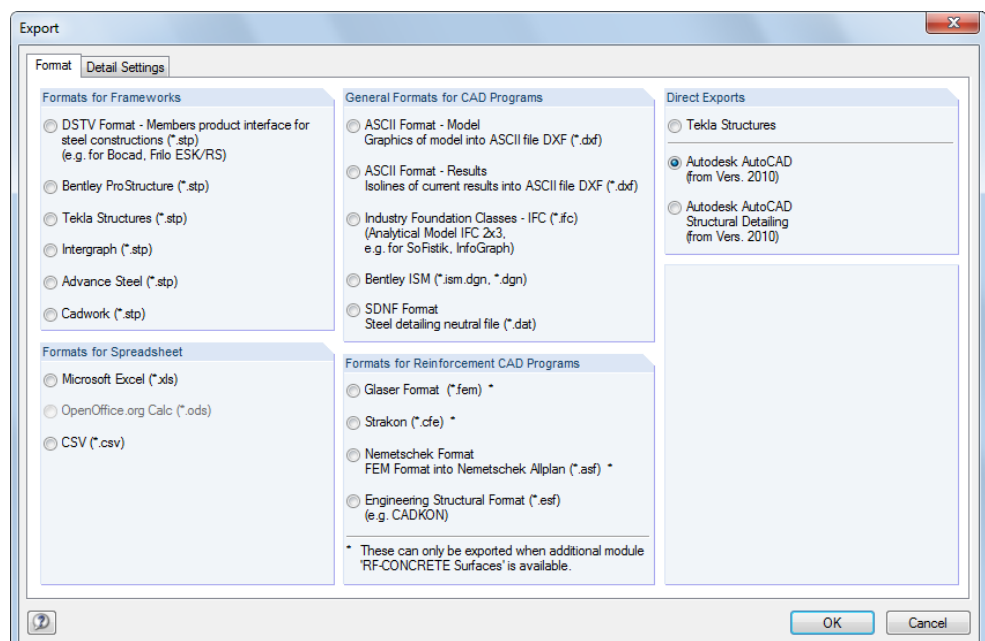 Export
Format
Detail Settings
Formats for Frameworks
DSTV Format - Members product interface for
steel constructions (*.stp)
(e.g. for Bocad, Frilo ESK/RS)
Bentley ProStructure (*.stp)
Tekla Structures (*.stp)
Intergraph (*.stp)
Advance Steel (*.stp)
Cadwork (*.stp)
Formats for Spreadsheet
Microsoft Excel (*.xls)
OpenOffice.org Calc (*.ods)
CSV (*.csv)
General Formats for CAD Programs
ASCII Format - Model
Graphics of model into ASCII file DXF (*.dxf)
ASCII Format - Results
Isolines of current results into ASCII file DXF (*.dxf)
Industry Foundation Classes - IFC (*.ifc)
(Analytical Model IFC 2x3,
e.g. for SoFistik, InfoGraph)
Bentley ISM (*.ism.dgn, *.dgn)
SDNF Format
Steel detailing neutral file (*.dat)
Formats for Reinforcement CAD Programs
Glaser Format (*.fem) *
Strakon (*.cfe) *
Nemetschek Format
FEM Format into Nemetschek Allplan (*.asf) *
Engineering Structural Format (*.esf)
(e.g. CADKON)
* These can only be exported when additional module
'RF-CONCRETE Surfaces' is available.
Direct Exports
Tekla Structures
Autodesk AutoCAD
(from Vers. 2010)
Autodesk AutoCAD
Structural Detailing
(from Vers. 2010)
OK
Cancel